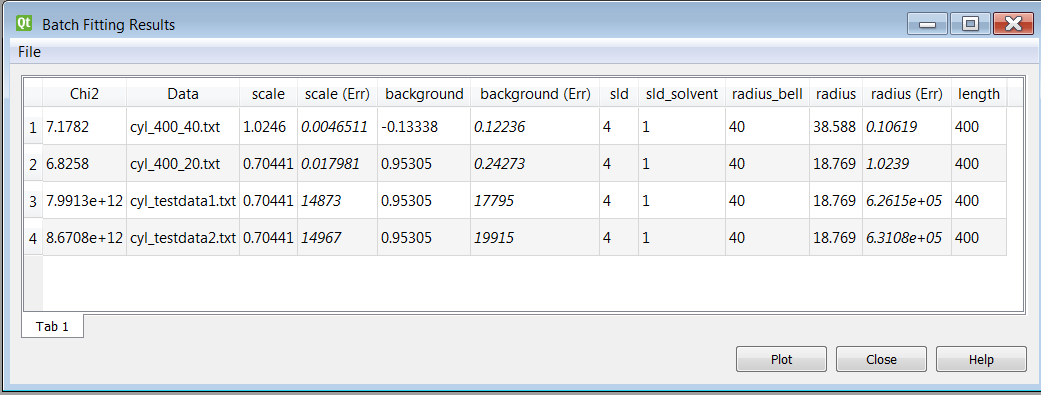 Qt Batch Fitting Results
File
Chi2 Data scale scale (Err) background background (Err) sld sld_solvent radius_bell radius radius (Err) length
1 7.1782 cyl_400_40.txt 1.0246 0.0046511 -0.13338 0.12236 4 1 40 38.588 0.10619 400
2 6.8258 cyl_400_20.txt 0.70441 0.017981 0.95305 0.24273 4 1 40 18.769 1.0239 400
3 7.9913e+12 cyl_testdata1.txt 0.70441 14873 0.95305 17795 4 1 40 18.769 6.2615e+05 400
4 8.6708e+12 cyl_testdata2.txt 0.70441 14967 0.95305 19915 4 1 40 18.769 6.3108e+05 400
Tab 1
Plot Close Help